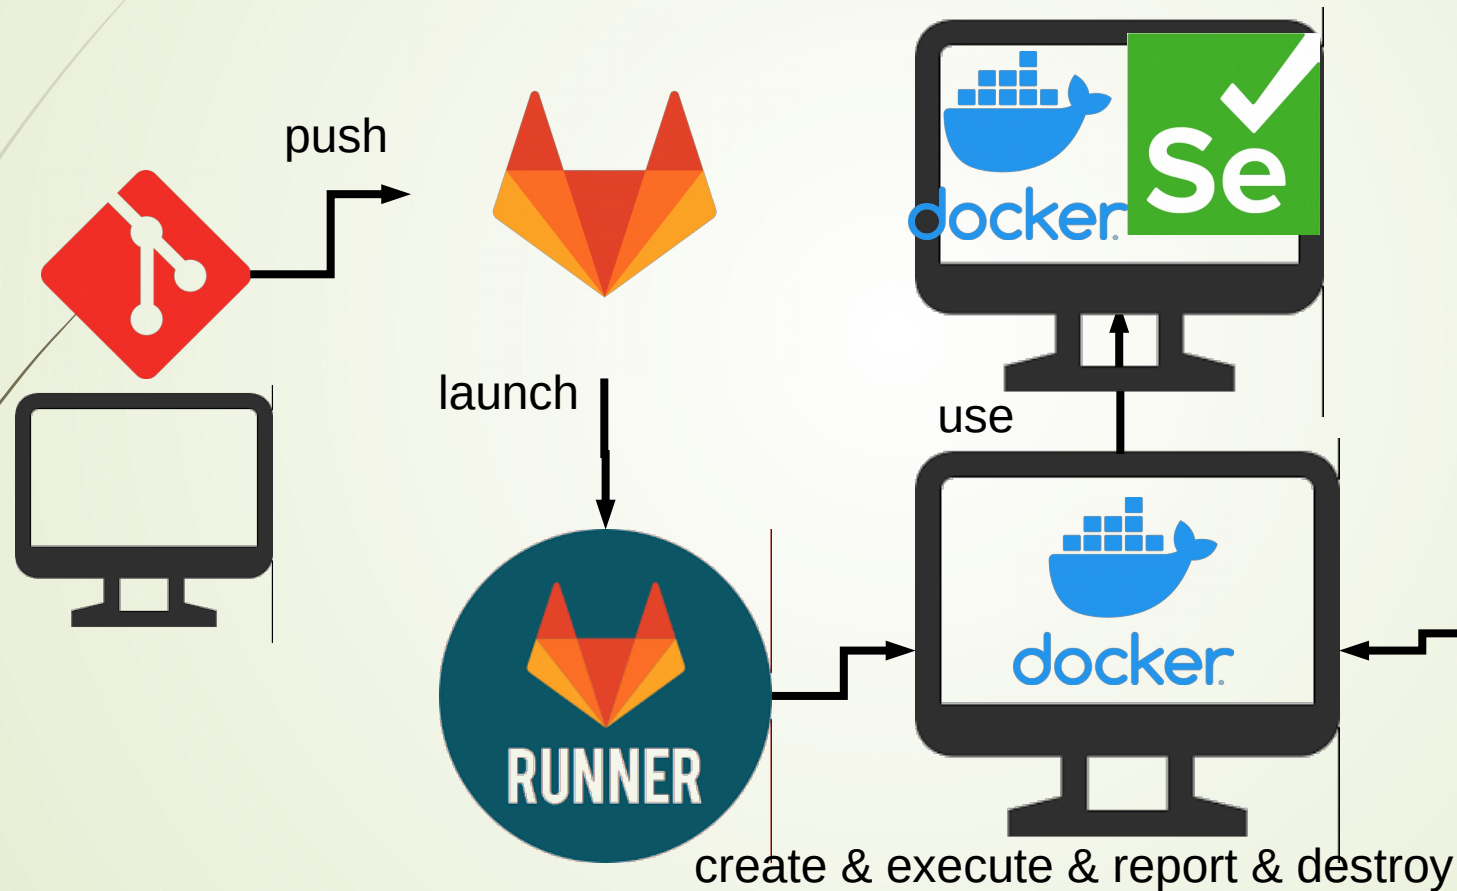 push
Se
docker
launch
use
docker
RUNNER
create & execute & report & destroy